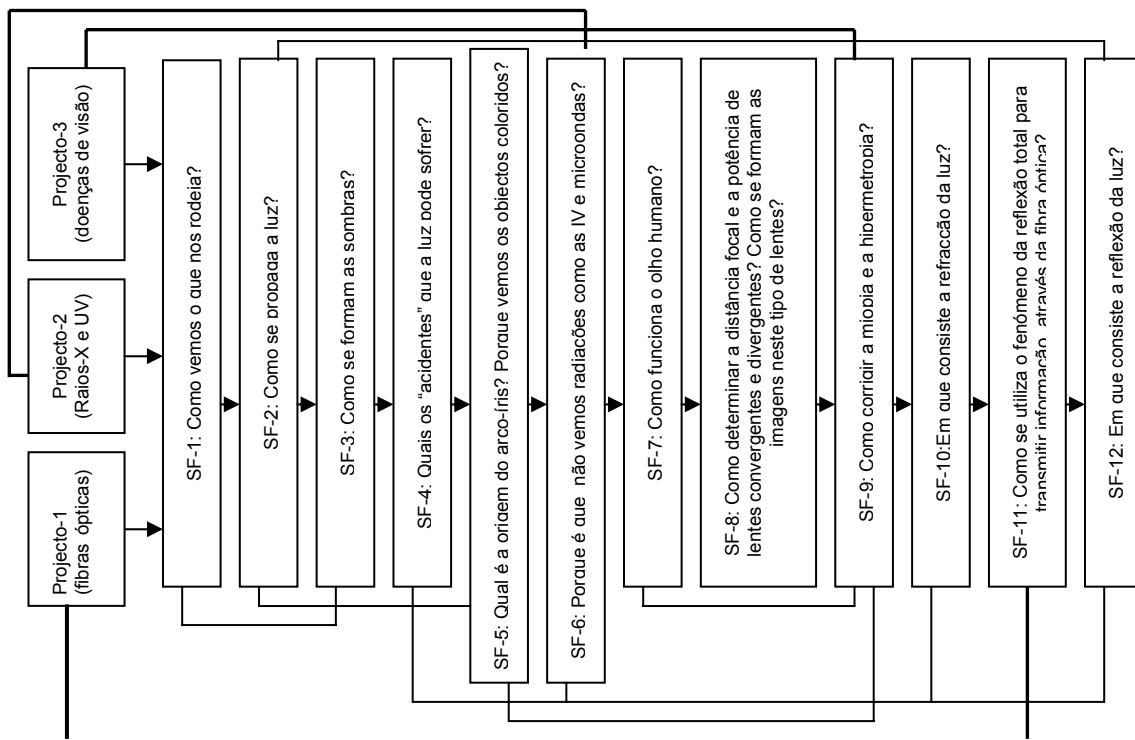 Projecto-1
(fibras ópticas)
Projecto-2
(Raios-X e UV)
Projecto-3
(doenças de visão)
SF-1: Como vemos o que nos rodeia?
SF-2: Como se propaga a luz?
SF-3: Como se formam as sombras?
SF-4: Quais os “acidentes” que a luz pode sofrer?
SF-5: Qual é a origem do arco-íris? Porque vemos os objectos coloridos?
SF-6: Porque é que não vemos radiações como as IV e microondas?
SF-7: Como funciona o olho humano?
SF-8: Como determinar a distância focal e a potência de
lentes convergentes e divergentes? Como se formam as
imagens neste tipo de lentes?
SF-9: Como corrigir a miopia e a hipermetropia?
SF-10:Em que consiste a refracção da luz?
SF-11: Como se utiliza o fenómeno da reflexão total para
transmitir informação, através da fibra óptica?
SF-12: Em que consiste a reflexão da luz?